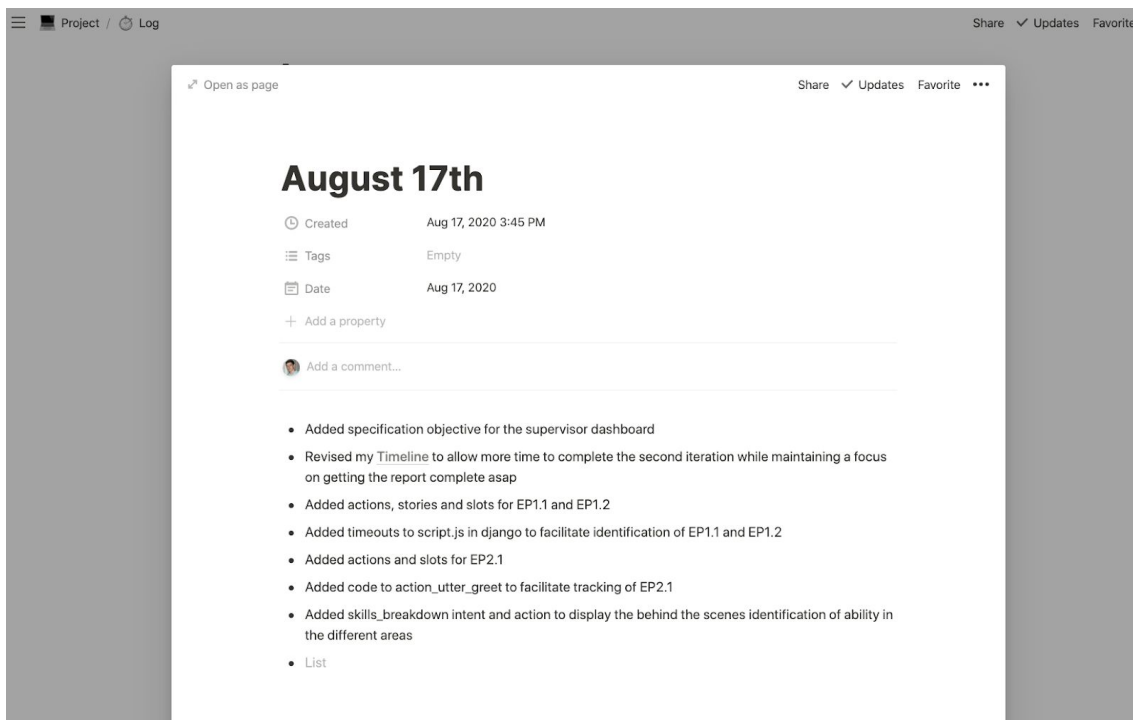 Project / Log
Share Updates Favorite
Open as page
Share Updates Favorite •••
August 17th
Created Aug 17, 2020 3:45 PM
Tags Empty
Date Aug 17, 2020
Add a property
Add a comment...
• Added specification objective for the supervisor dashboard
• Revised my Timeline to allow more time to complete the second iteration while maintaining a focus
on getting the report complete asap
• Added actions, stories and slots for EP1.1 and EP1.2
• Added timeouts to script.js in django to facilitate identification of EP1.1 and EP1.2
• Added actions and slots for EP2.1
• Added code to action_utter_greet to facilitate tracking of EP2.1
• Added skills_breakdown intent and action to display the behind the scenes identification of ability in
the different areas
• List